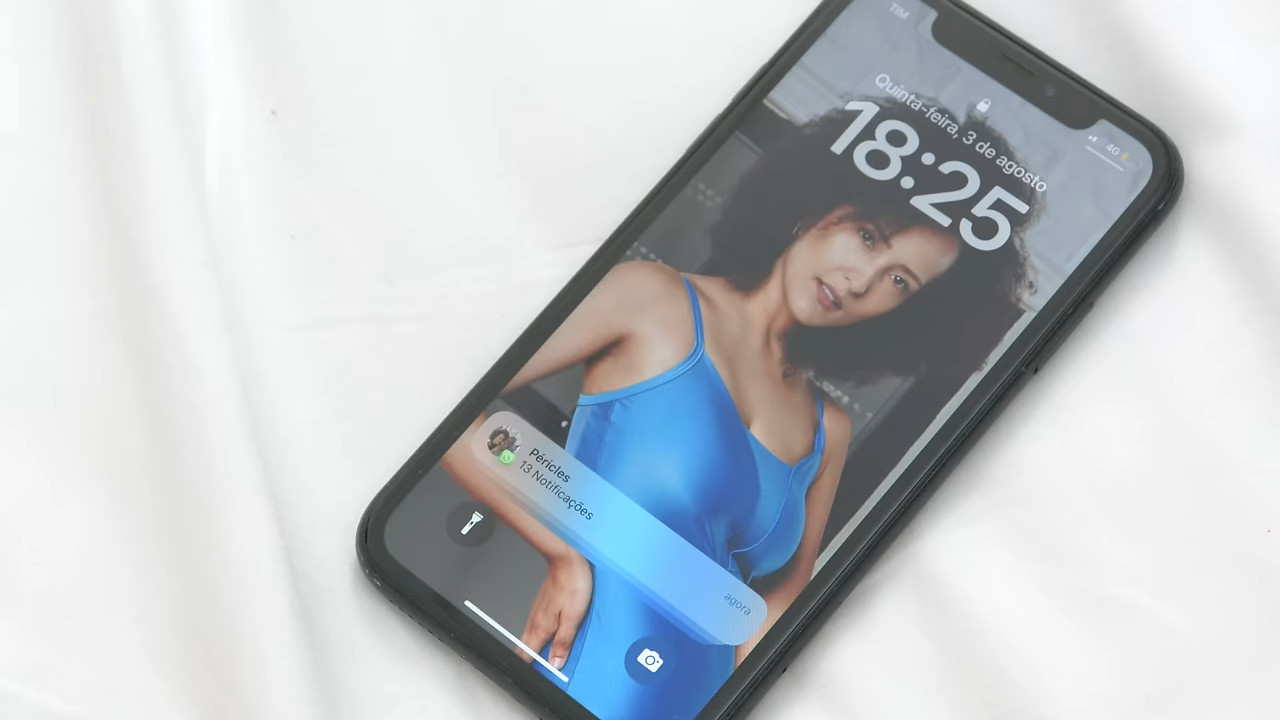 TIM
4G
Quinta-feira, 3 de agosto
18:25
Péricles
13 Notificações
agora